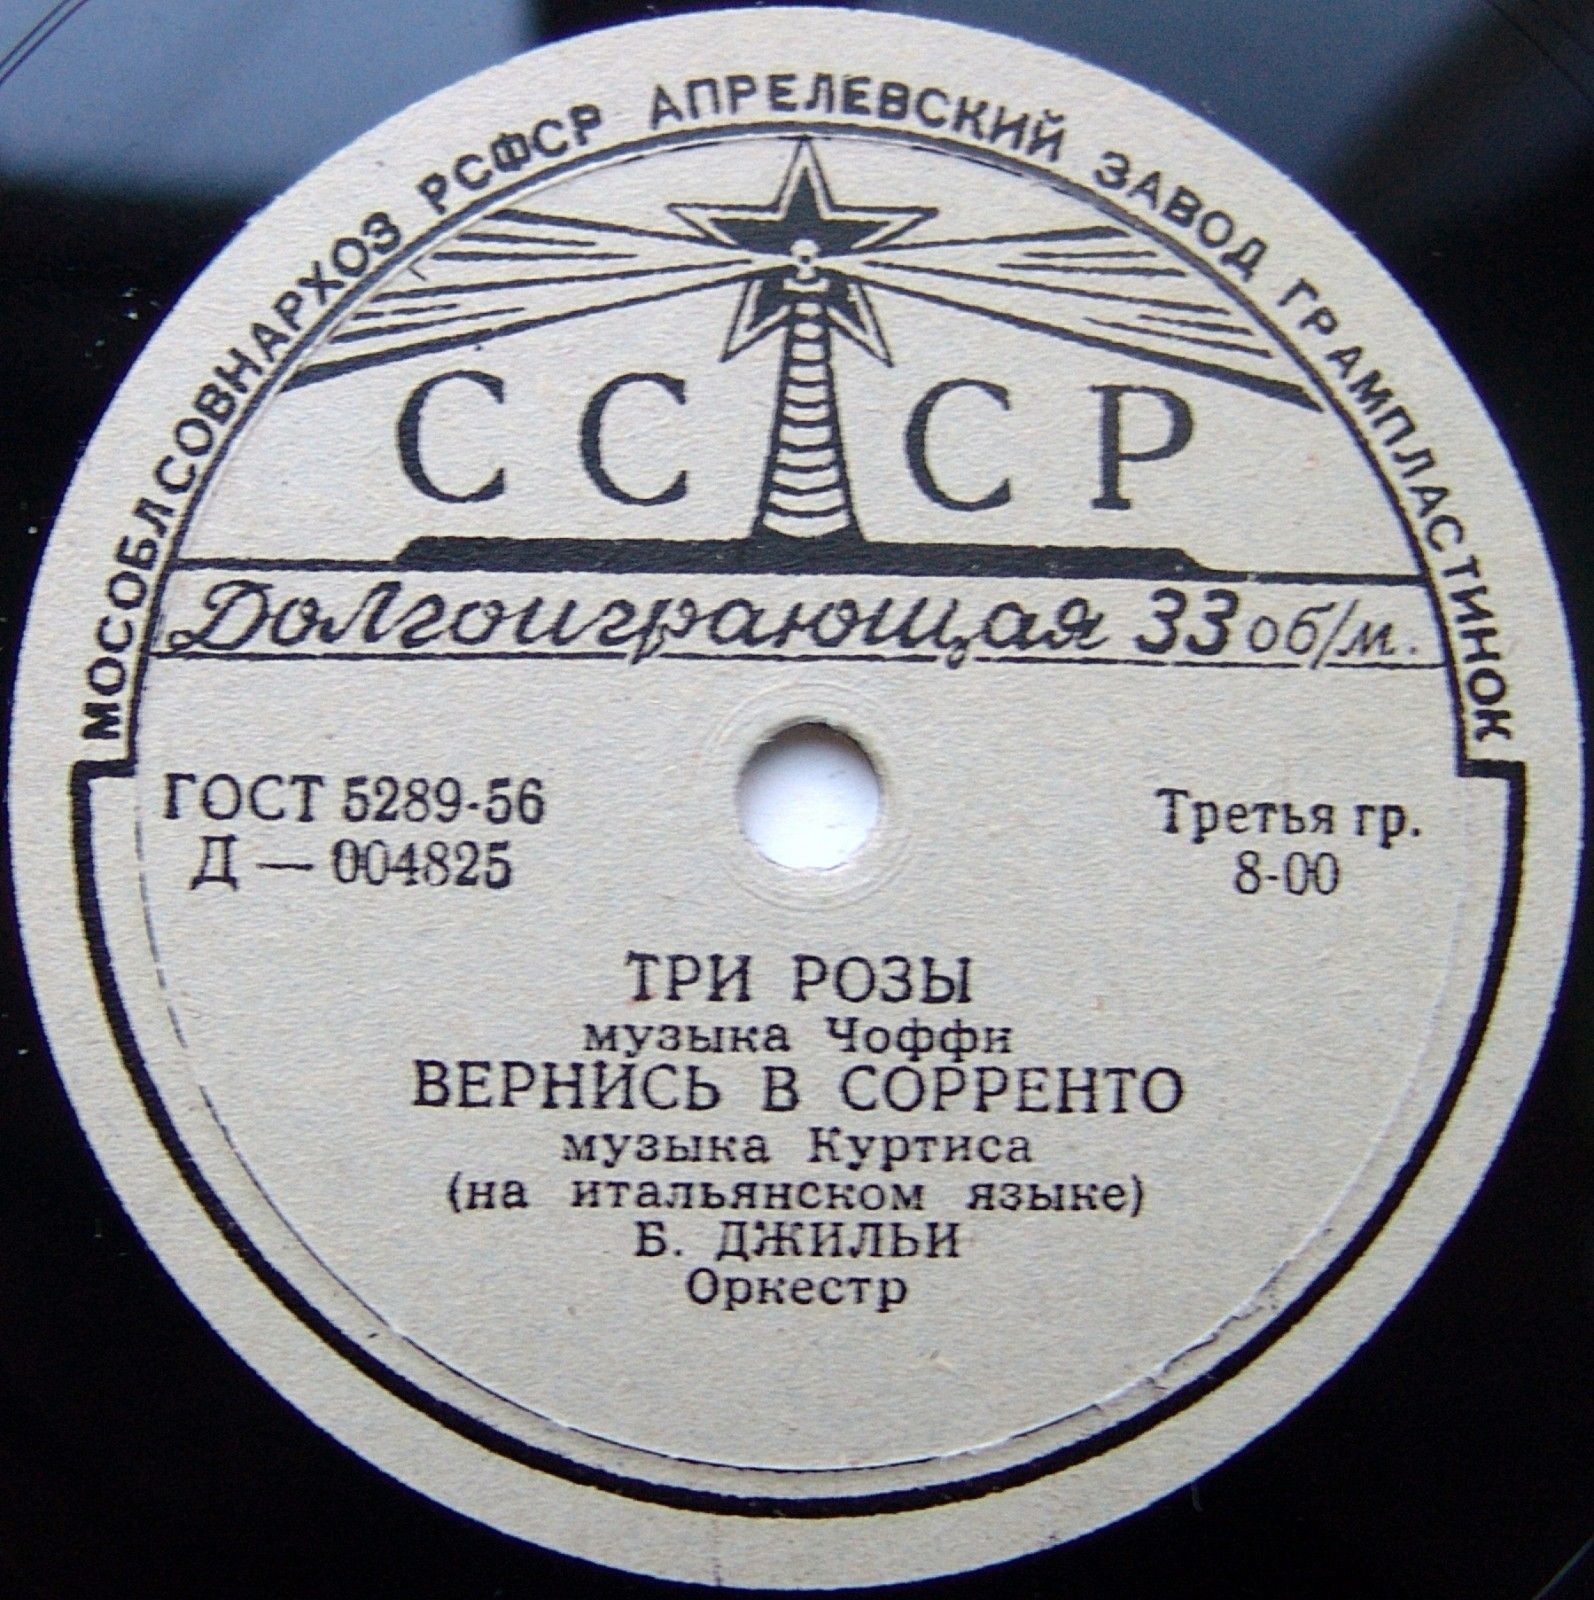 МОСОБЛСОВНАРХОЗ РСФСР АПРЕЛЕВСКИЙ ЗАВОД ГРАМПЛАСТИНОК
СССР
Долгоиграющая 33 об/м.
ГОСТ 5289-56
Д — 004825
Третья гр.
8-00
ТРИ РОЗЫ
музыка Чоффи
ВЕРНИСЬ В СОРРЕНТО
музыка Куртиса
(на итальянском языке)
Б. ДЖИЛЬИ
Оркестр